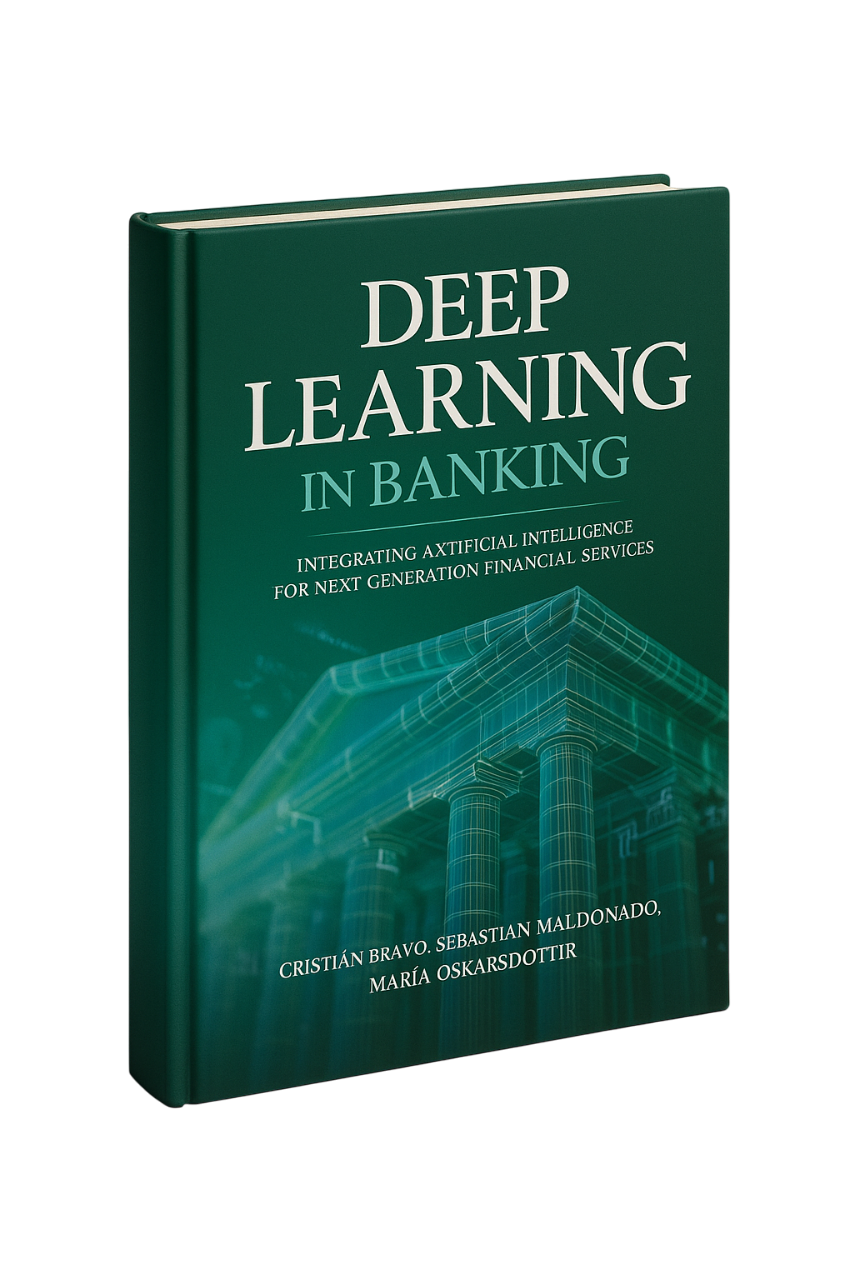 DEEP
LEARNING
IN BANKING
INTEGRATING AXTIFICIAL INTELLIGENCE
FOR NEXT GENERATION FINANCIAL SERVICES
CRISTIÁN BRAVO. SEBASTIAN MALDONADO,
MARÍA OSKARSDOTTIR